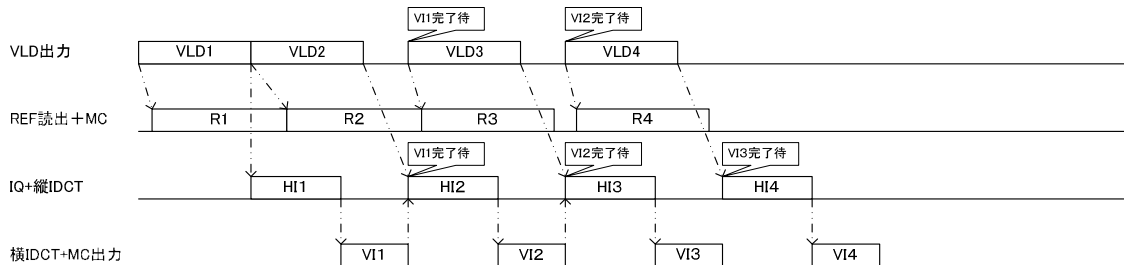 VI1完了待
VI2完了待
VLD出力
VLD1
VLD2
VLD3
VLD4
REF読出+MC
R1
R2
R3
R4
VI1完了待
VI2完了待
VI3完了待
IQ+縦IDCT
HI1
HI2
HI3
HI4
横IDCT+MC出力
VI1
VI2
VI3
VI4